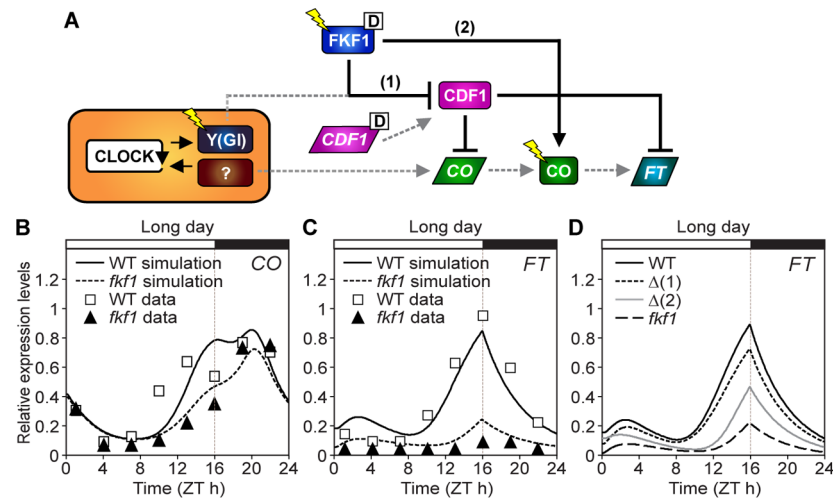 A
FKF1
D
(2)
(1)
CDF1
D
CDF1
CLOCK
Y(GI)
?
CO
CO
FT
B
Long day
WT simulation
fkf1 simulation
WT data
fkf1 data
CO
Relative expression levels
1.2
1
0.8
0.6
0.4
0.2
0
0 4 8 12 16 20 24
Time (ZT h)
C
Long day
WT simulation
fkf1 simulation
WT data
fkf1 data
FT
1.2
1
0.8
0.6
0.4
0.2
0
0 4 8 12 16 20 24
Time (ZT h)
D
Long day
WT
Δ(1)
Δ(2)
fkf1
FT
1.2
1
0.8
0.6
0.4
0.2
0
0 4 8 12 16 20 24
Time (ZT h)